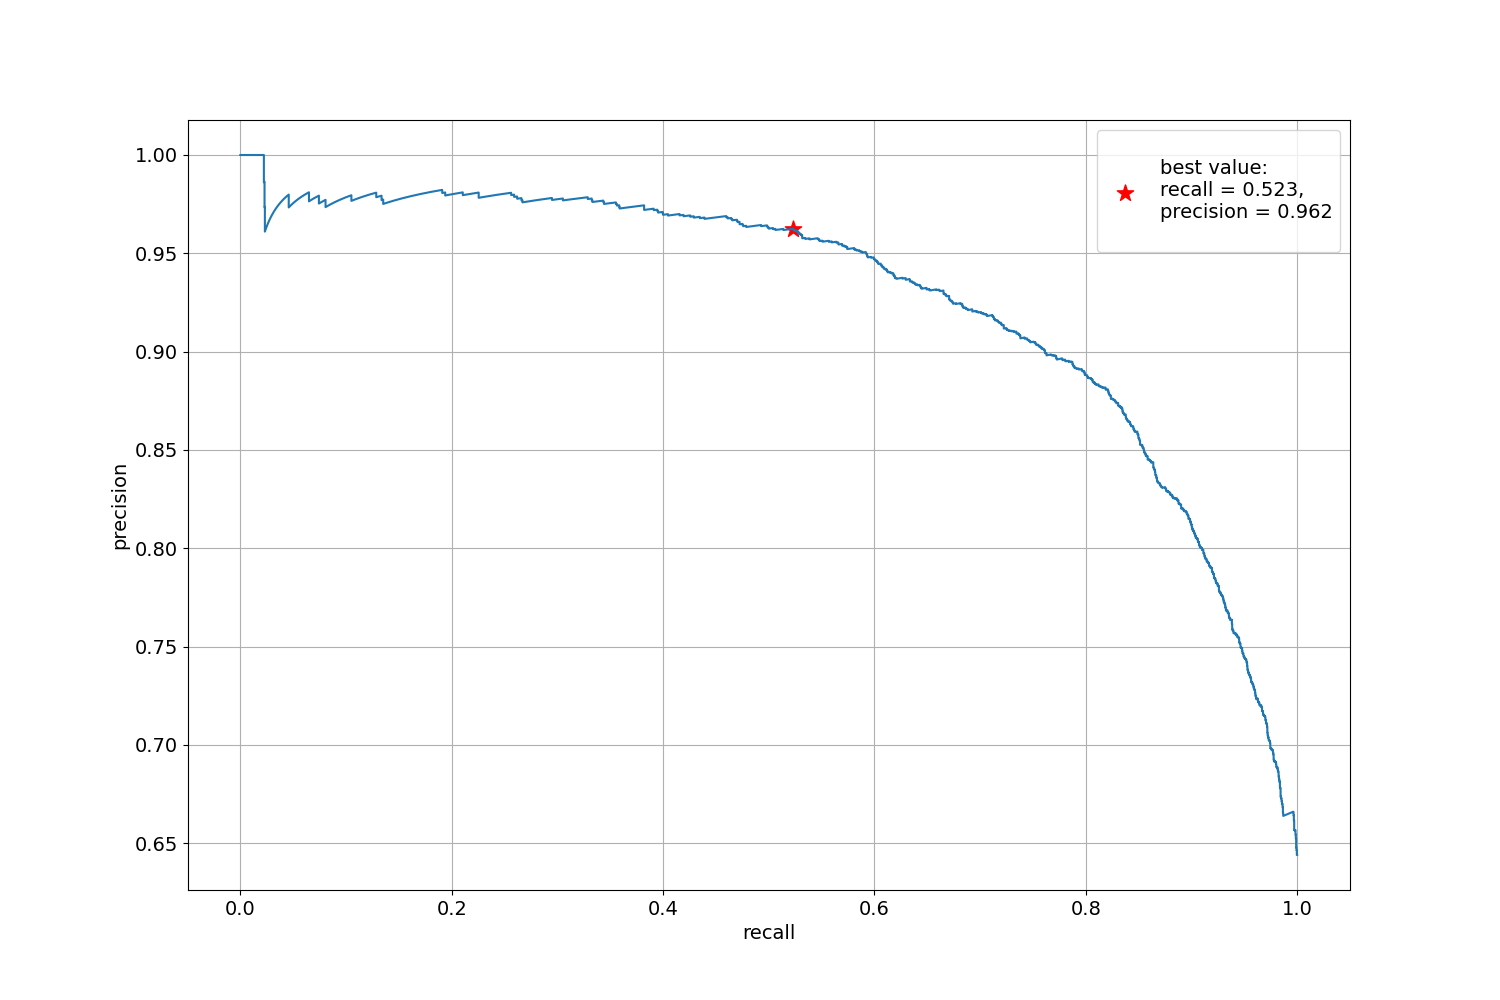 best value:
recall = 0.523,
precision = 0.962
1.00
0.95
0.90
0.85
0.80
0.75
0.70
0.65
precision
0.0 0.2 0.4 0.6 0.8 1.0
recall